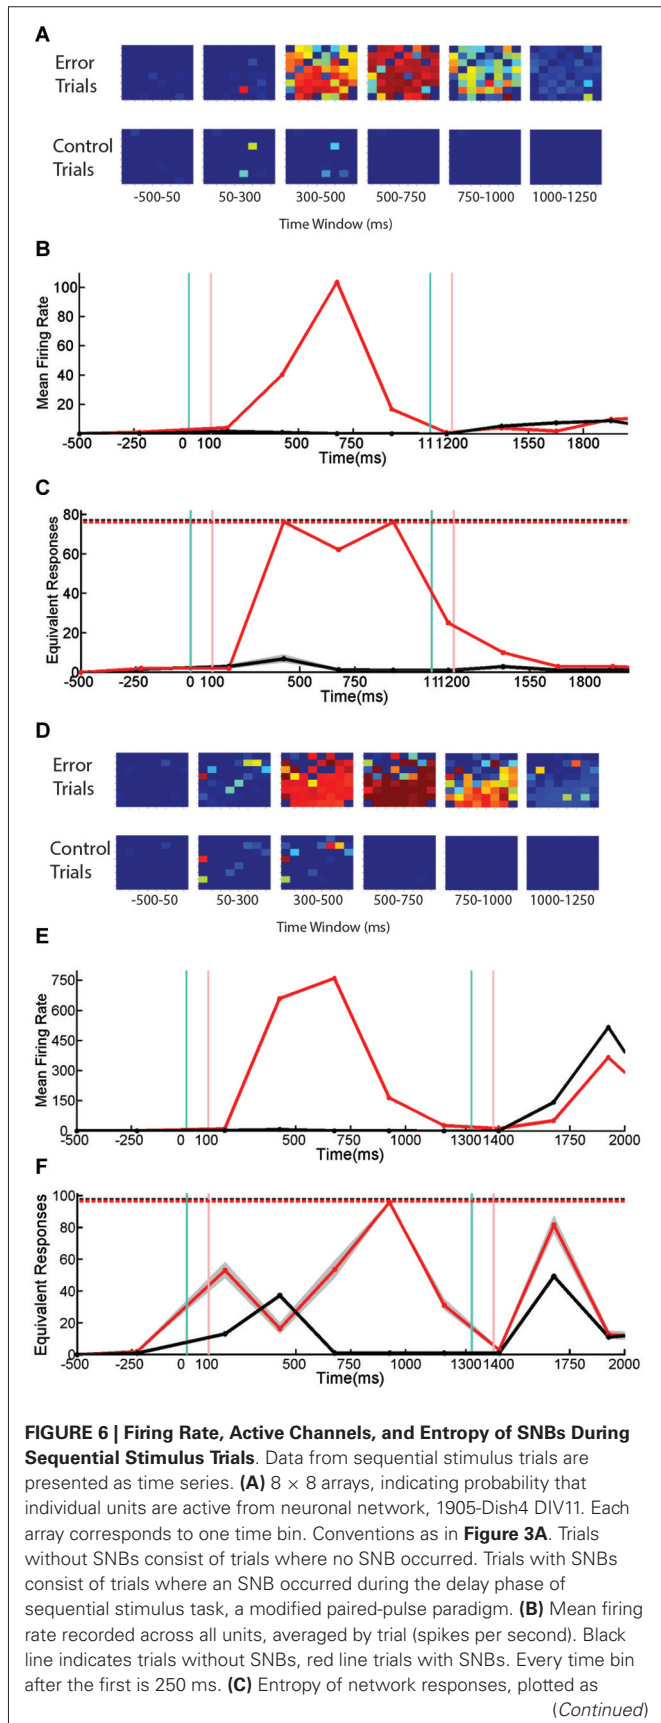 A
Error
Trials
Control
Trials
-500-50 50-300 300-500 500-750 750-1000 1000-1250
Time Window (ms)
B
Mean Firing Rate
100
80
60
40
20
-500 -250 0 100 500 750 111200 1530 1800
Time(ms)
C
Equivalent Responses
80
60
40
20
0
-500 -250 0 100 500 750 111200 1550 1800
Time(ms)
D
Error
Trials
Control
Trials
-500-50 50-300 300-500 500-750 750-1000 1000-1250
Time Window (ms)
E
Mean Firing Rate
750
600
450
300
150
0
-500 -250 0 100 500 750 1000 1300 1400 1750 2000
Time(ms)
F
Equivalent Responses
100
80
60
40
20
0
-500 -250 0 100 500 750 1000 1300 1400 1750 2000
Time(ms)
FIGURE 6 | Firing Rate, Active Channels, and Entropy of SNBs During
Sequential Stimulus Trials. Data from sequential stimulus trials are
presented as time series. (A) 8 × 8 arrays, indicating probability that
individual units are active from neuronal network, 1905-Dish4 DIV11. Each
array corresponds to one time bin. Conventions as in Figure 3A. Trials
without SNBs consist of trials where no SNB occurred. Trials with SNBs
consist of trials where an SNB occurred during the delay phase of
sequential stimulus task, a modified paired-pulse paradigm. (B) Mean firing
rate recorded across all units, averaged by trial (spikes per second). Black
line indicates trials without SNBs, red line trials with SNBs. Every time bin
after the first is 250 ms. (C) Entropy of network responses, plotted as
(Continued)